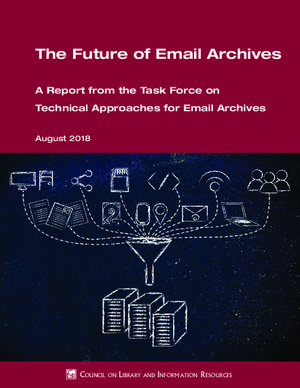 The Future of Email Archives
A Report from the Task Force on
Technical Approaches for Email Archives
August 2018
COUNCIL ON LIBRARY AND INFORMATION RESOURCES